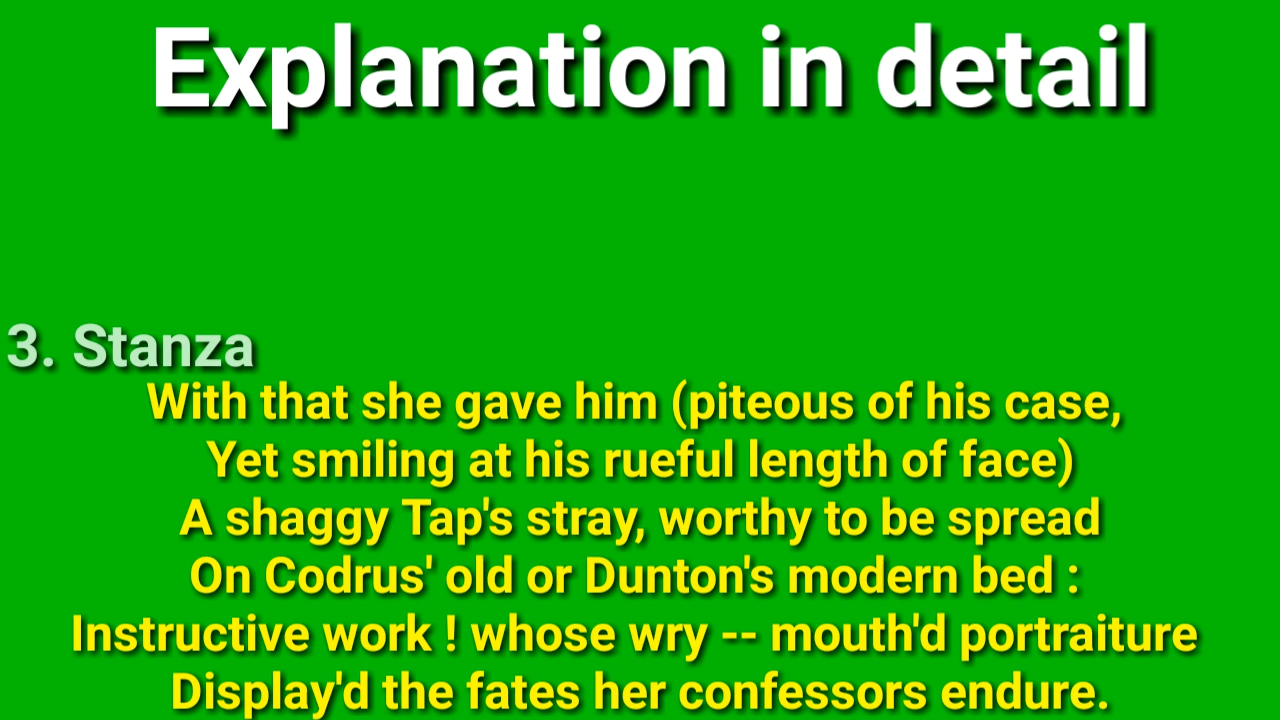 Explanation in detail
3. Stanza
With that she gave him (piteous of his case,
Yet smiling at his rueful length of face)
A shaggy Tap's stray, worthy to be spread
On Codrus' old or Dunton's modern bed :
Instructive work ! whose wry -- mouth'd portraiture
Display'd the fates her confessors endure.